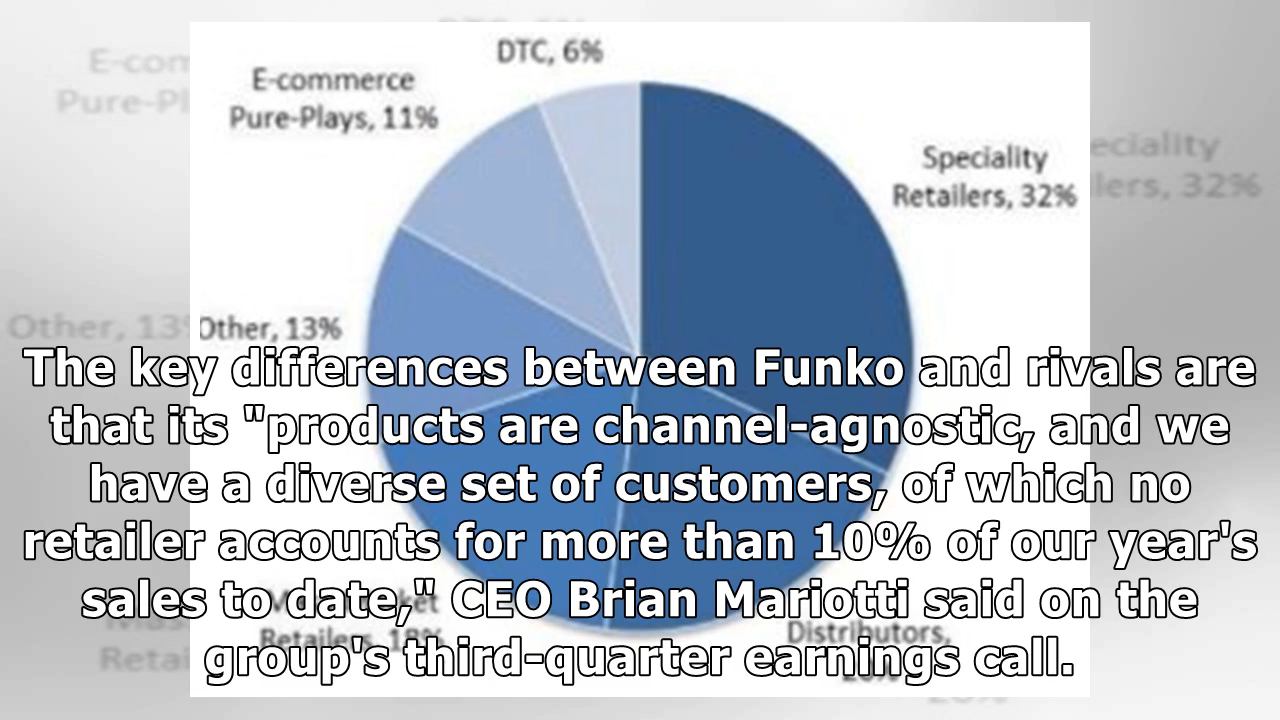 DTC, 6%
E-commerce
Pure-Plays, 11%
Speciality
Retailers, 32%
Other, 13%
The key differences between Funko and rivals are
that its "products are channel-agnostic, and we
have a diverse set of customers, of which no
retailer accounts for more than 10% of our year's
sales to date," CEO Brian Mariotti said on the
group's third-quarter earnings call.
Retailers, 18%
Distributors,